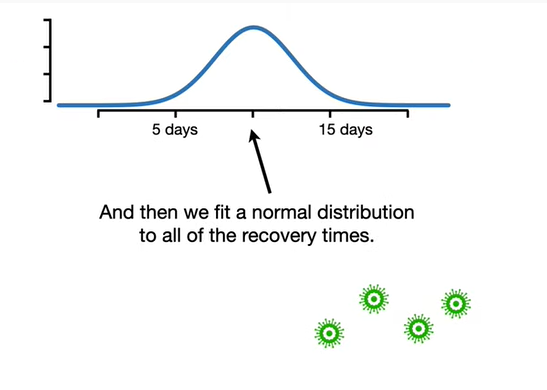 5 days 15 days
And then we fit a normal distribution
to all of the recovery times.